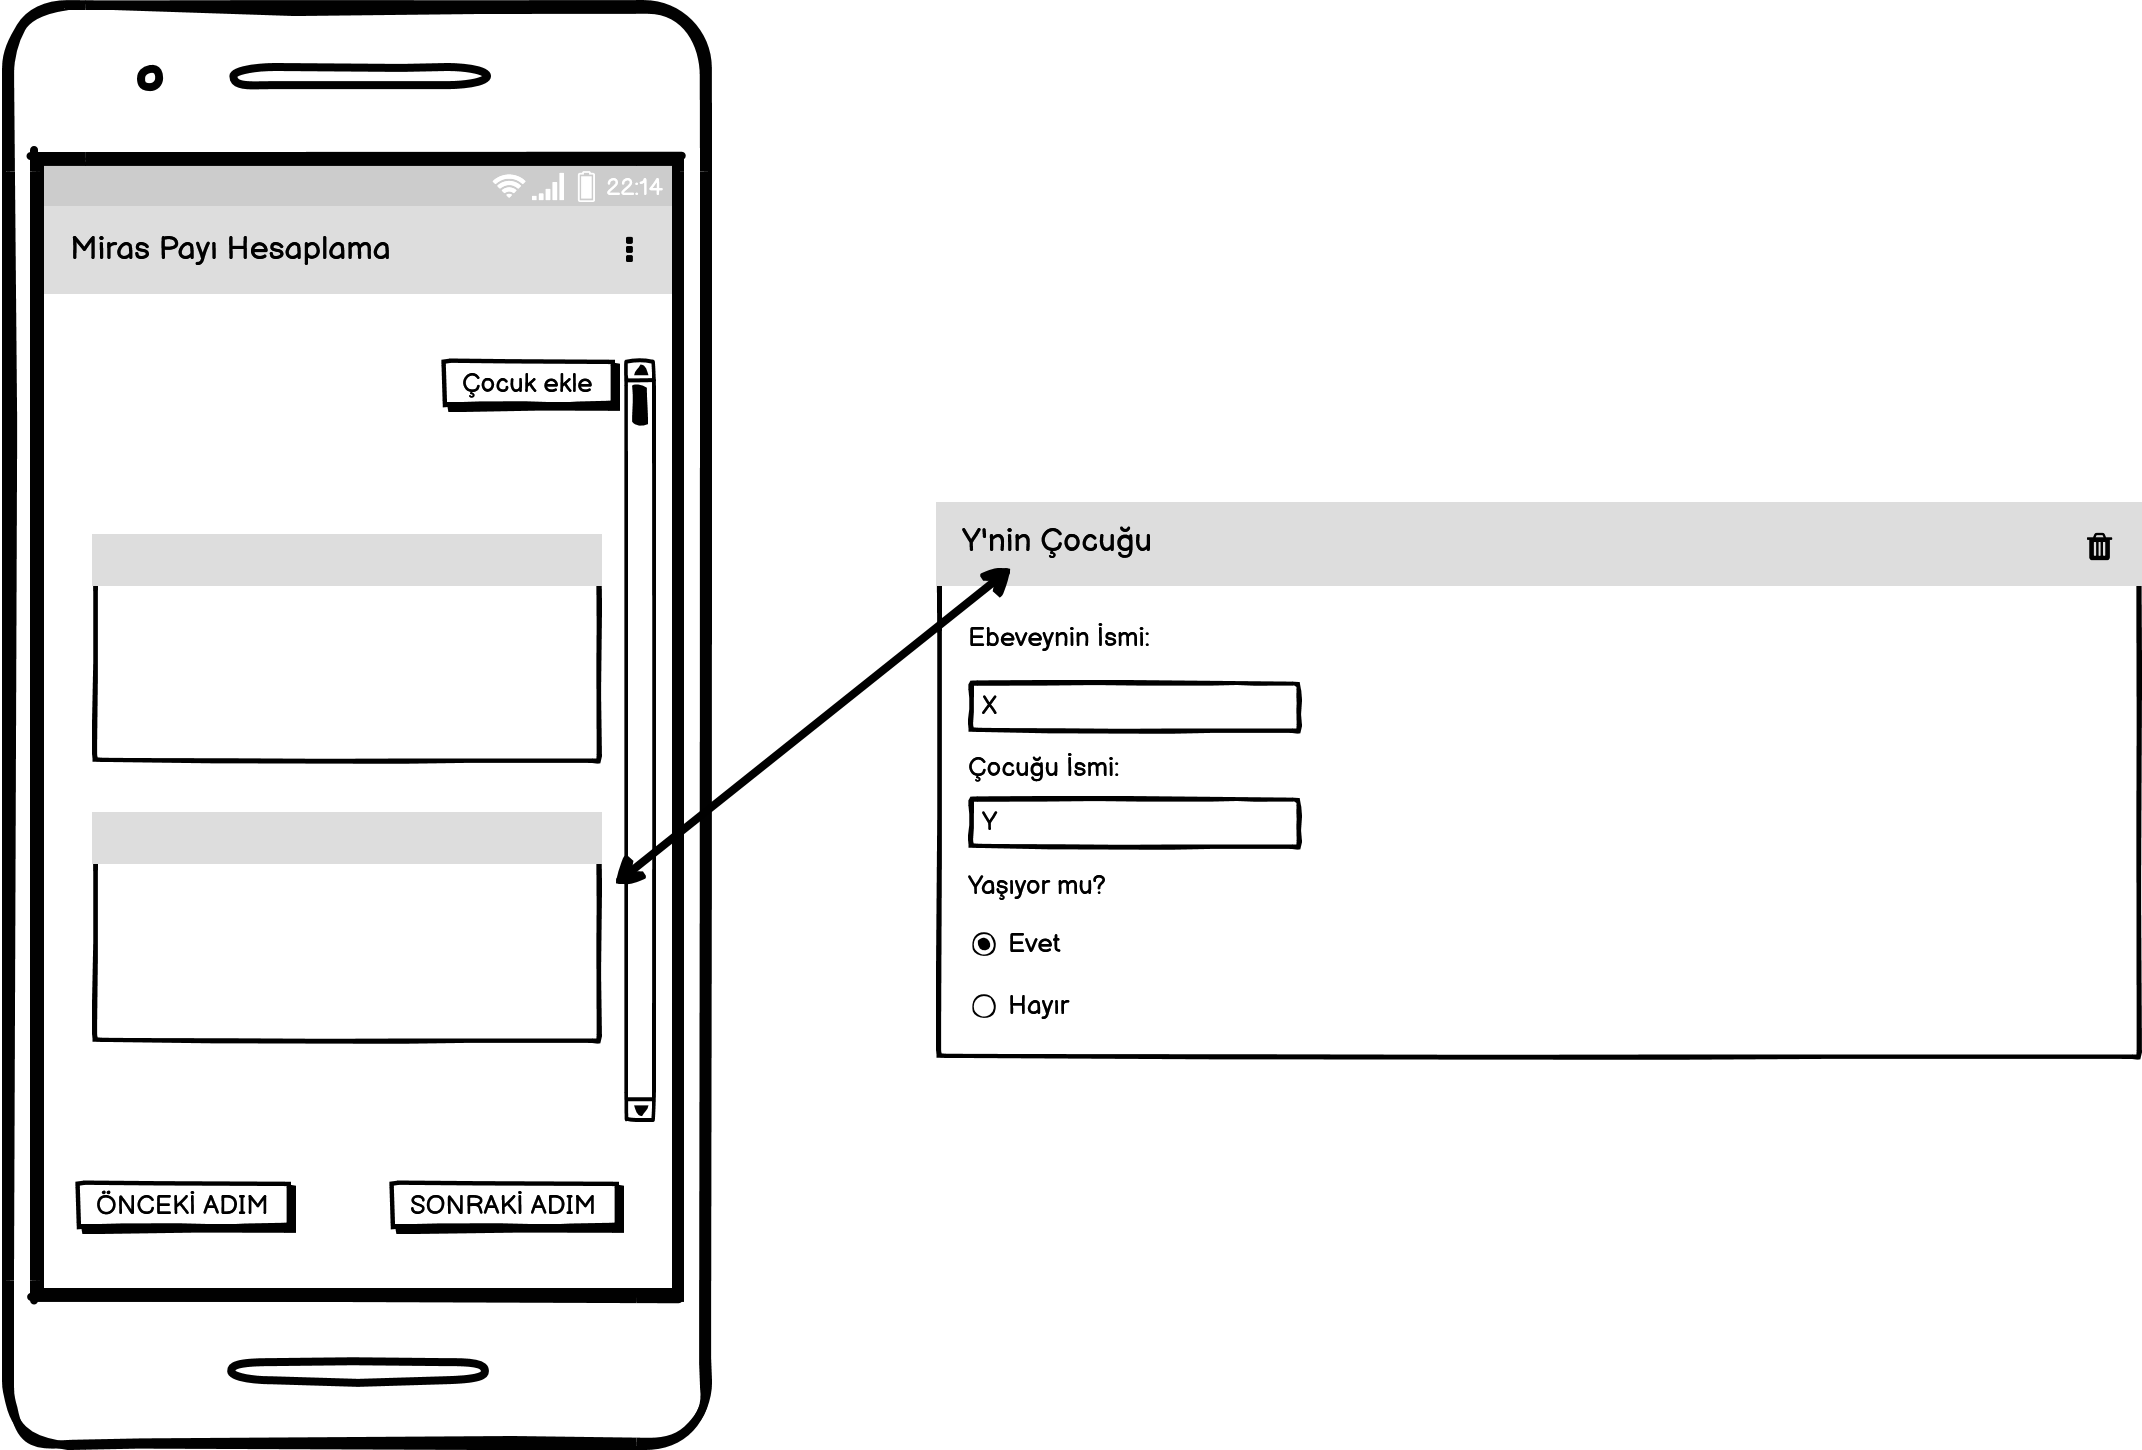 22:14
Miras Payı Hesaplama
Çocuk ekle
ÖNCEKİ ADIM
SONRAKİ ADIM
Y'nin Çocuğu
Ebeveynin İsmi:
X
Çocuğu İsmi:
Y
Yaşıyor mu?
Evet
Hayır